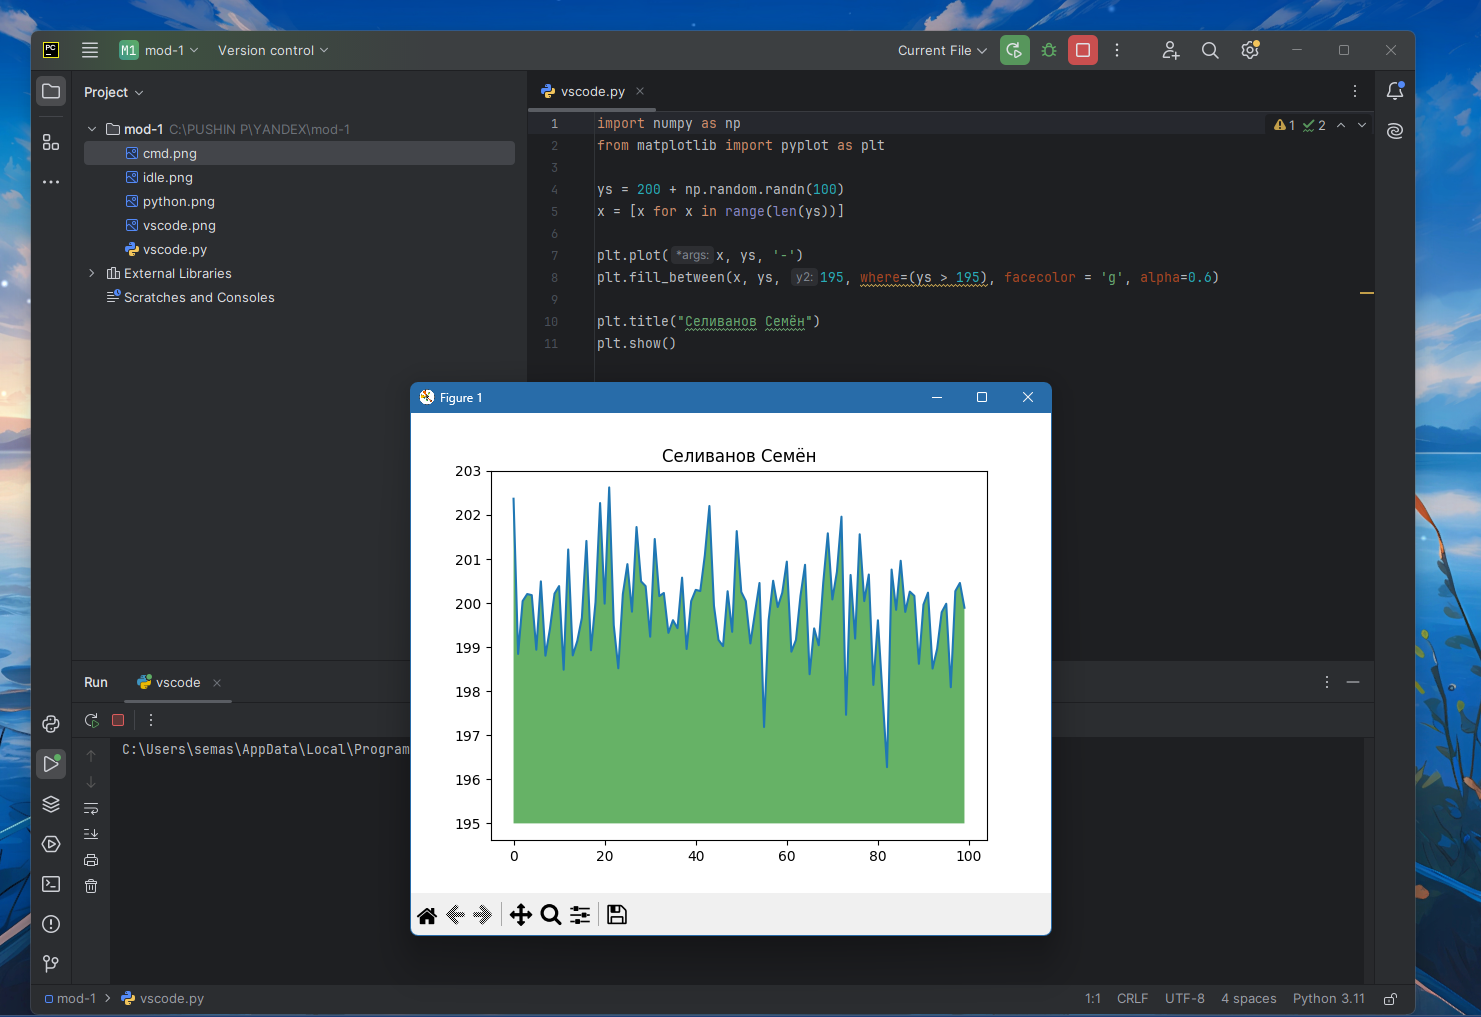 PC
M1 mod-1
Version control
Current File
Project
vscode.py
mod-1 C:\PUSHIN P\YANDEX\mod-1
cmd.png
idle.png
python.png
vscode.png
vscode.py
External Libraries
Scratches and Consoles
1 import numpy as np
2 from matplotlib import pyplot as plt
3
4 ys = 200 + np.random.randn(100)
5 x = [x for x in range(len(ys))]
6
7 plt.plot( *args: x, ys, '-')
8 plt.fill_between(x, ys, y2: 195, where=(ys > 195), facecolor = 'g', alpha=0.6)
9
10 plt.title("Селиванов Семён")
11 plt.show()
1 2
Figure 1
Селиванов Семён
203
202
201
200
199
198
197
196
195
0 20 40 60 80 100
Run
vscode
C:\Users\semas\AppData\Local\Program
mod-1 > vscode.py
1:1 CRLF UTF-8 4 spaces Python 3.11